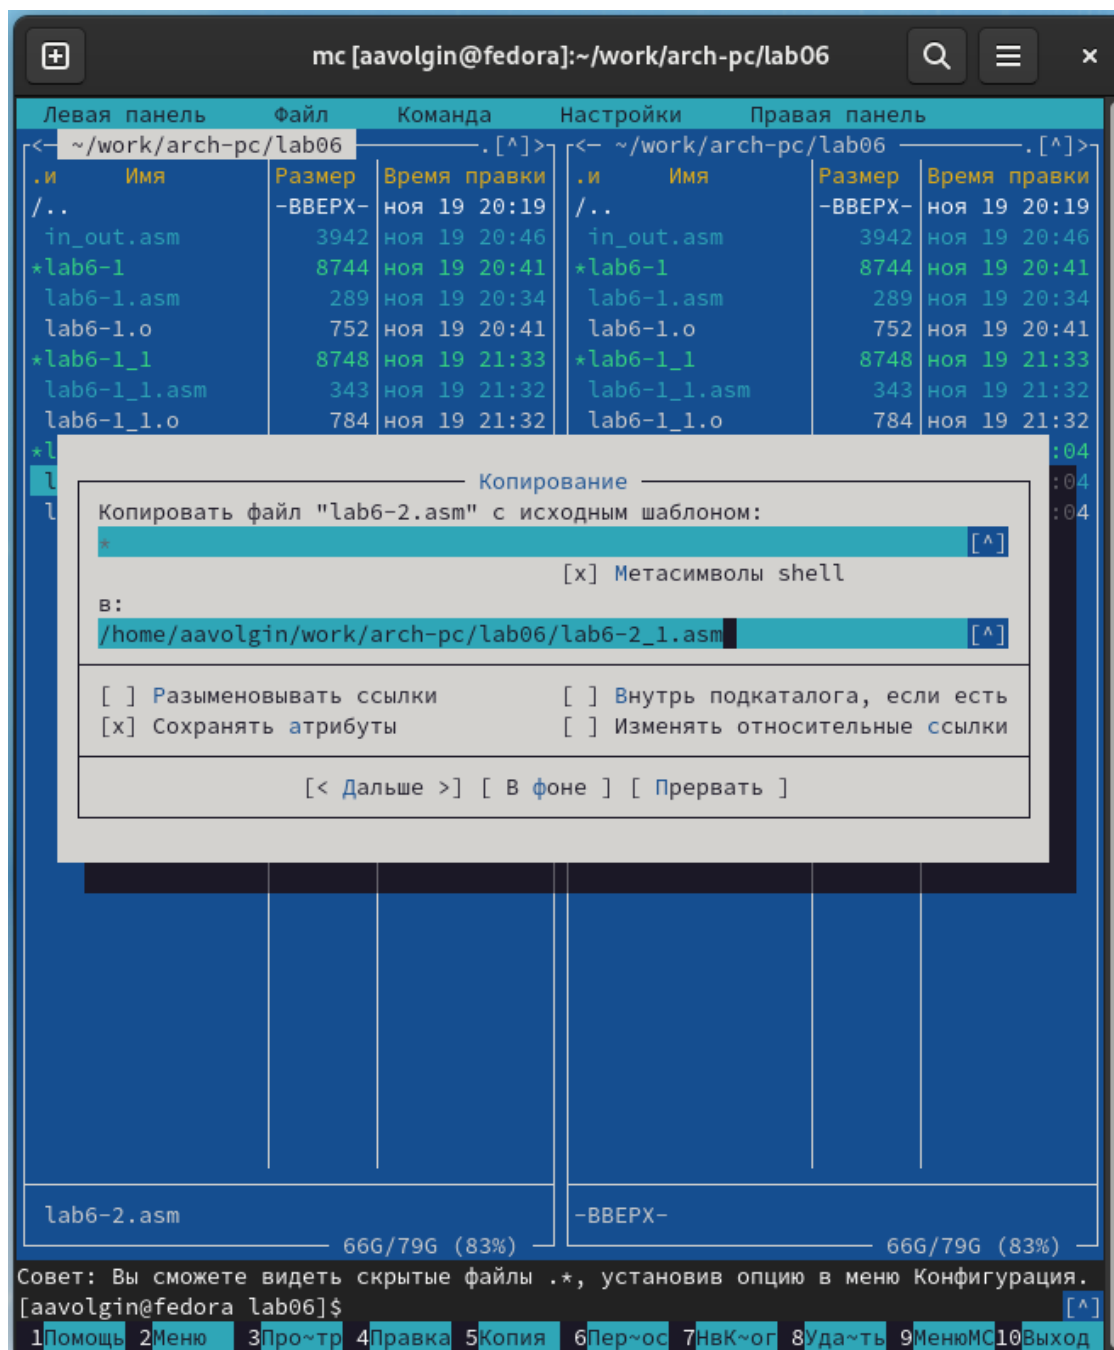 mc [aavolgin@fedora]:~/work/arch-pc/lab06
Левая панель Файл Команда Настройки Правая панель
<— ~/work/arch-pc/lab06 —.[^]> <— ~/work/arch-pc/lab06 —.[^]>
.и Имя Размер Время правки .и Имя Размер Время правки
/.. -ВВЕРХ- ноя 19 20:19 /.. -ВВЕРХ- ноя 19 20:19
in_out.asm 3942 ноя 19 20:46 in_out.asm 3942 ноя 19 20:46
*lab6-1 8744 ноя 19 20:41 *lab6-1 8744 ноя 19 20:41
lab6-1.asm 289 ноя 19 20:34 lab6-1.asm 289 ноя 19 20:34
lab6-1.o 752 ноя 19 20:41 lab6-1.o 752 ноя 19 20:41
*lab6-1_1 8748 ноя 19 21:33 *lab6-1_1 8748 ноя 19 21:33
lab6-1_1.asm 343 ноя 19 21:32 lab6-1_1.asm 343 ноя 19 21:32
lab6-1_1.o 784 ноя 19 21:32 lab6-1_1.o 784 ноя 19 21:32
*l :04
l Копирование :04
l Копировать файл "lab6-2.asm" с исходным шаблоном: :04
* [^]
[x] Метасимволы shell
в:
/home/aavolgin/work/arch-pc/lab06/lab6-2_1.asm [^]
[ ] Разыменовывать ссылки [ ] Внутрь подкаталога, если есть
[x] Сохранять атрибуты [ ] Изменять относительные ссылки
[< Дальше >] [ В фоне ] [ Прервать ]
lab6-2.asm -ВВЕРХ-
66G/79G (83%) 66G/79G (83%)
Совет: Вы сможете видеть скрытые файлы .*, установив опцию в меню Конфигурация.
[aavolgin@fedora lab06]$ [^]
1Помощь 2Меню 3Про~тр 4Правка 5Копия 6Пер~ос 7НвК~ог 8Уда~ть 9МенюМС10Выход